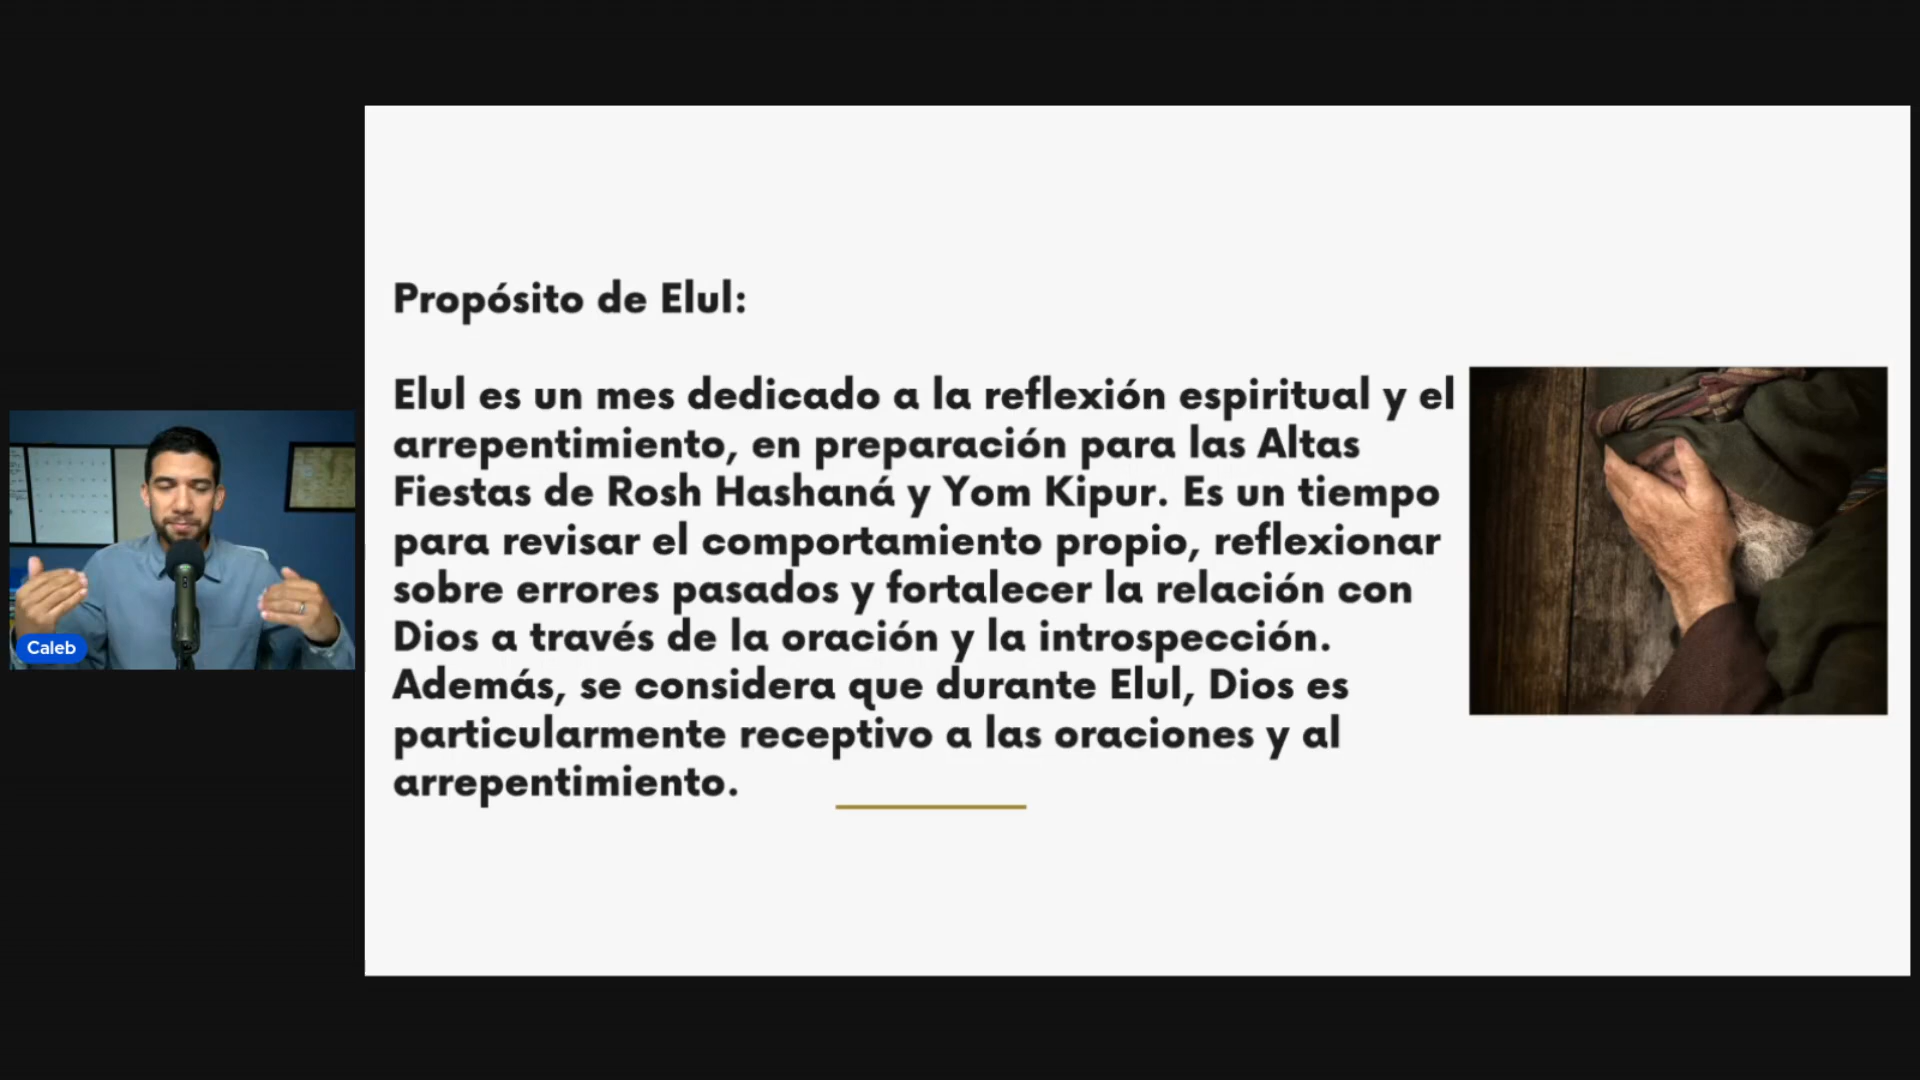 Propósito de Elul:
Elul es un mes dedicado a la reflexión espiritual y el
arrepentimiento, en preparación para las Altas
Fiestas de Rosh Hashaná y Yom Kipur. Es un tiempo
para revisar el comportamiento propio, reflexionar
sobre errores pasados y fortalecer la relación con
Dios a través de la oración y la introspección.
Además, se considera que durante Elul, Dios es
particularmente receptivo a las oraciones y al
arrepentimiento.
Caleb